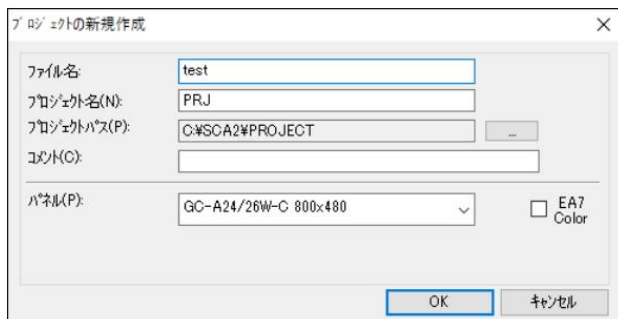 ﾌﾟﾛｼﾞｪｸﾄの新規作成
ファイル名:
test
ﾌﾟﾛｼﾞｪｸﾄ名(N):
PRJ
ﾌﾟﾛｼﾞｪｸﾄﾊﾟｽ(P):
C:¥SCA2¥PROJECT
...
ｺﾒﾝﾄ(C):
ﾊﾟﾈﾙ(P):
GC-A24/26W-C 800x480
EA7
Color
OK
ｷｬﾝｾﾙ